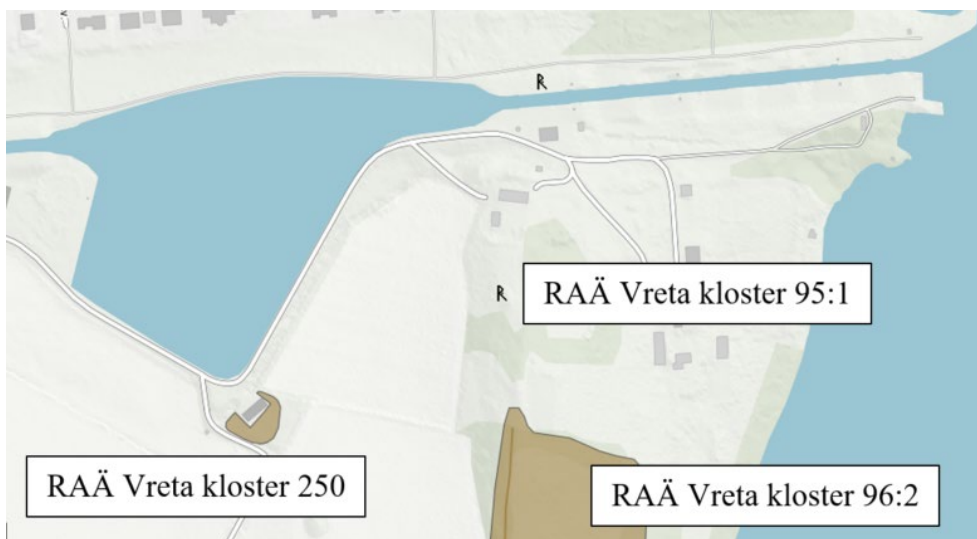 R
R
RAÄ Vreta kloster 95:1
RAÄ Vreta kloster 250
RAÄ Vreta kloster 96:2